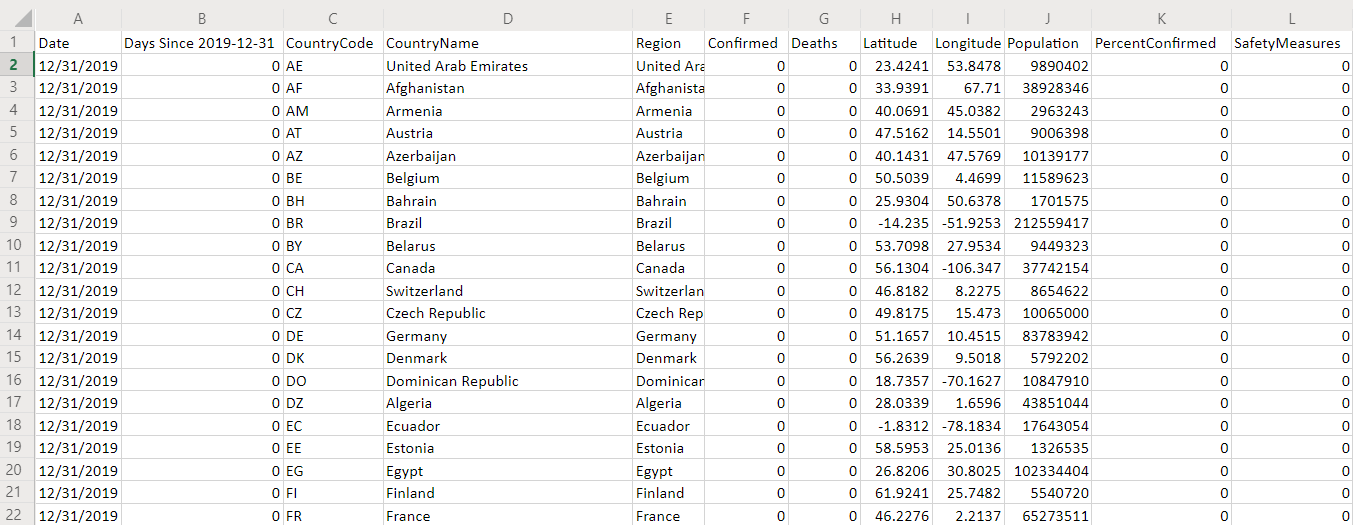 A B C D E F G H I J K L
1 Date Days Since 2019-12-31 CountryCode CountryName Region Confirmed Deaths Latitude Longitude Population PercentConfirmed SafetyMeasures
2 12/31/2019 0 AE United Arab Emirates United Ara 0 0 23.4241 53.8478 9890402 0 0
3 12/31/2019 0 AF Afghanistan Afghanista 0 0 33.9391 67.71 38928346 0 0
4 12/31/2019 0 AM Armenia Armenia 0 0 40.0691 45.0382 2963243 0 0
5 12/31/2019 0 AT Austria Austria 0 0 47.5162 14.5501 9006398 0 0
6 12/31/2019 0 AZ Azerbaijan Azerbaijan 0 0 40.1431 47.5769 10139177 0 0
7 12/31/2019 0 BE Belgium Belgium 0 0 50.5039 4.4699 11589623 0 0
8 12/31/2019 0 BH Bahrain Bahrain 0 0 25.9304 50.6378 1701575 0 0
9 12/31/2019 0 BR Brazil Brazil 0 0 -14.235 -51.9253 212559417 0 0
10 12/31/2019 0 BY Belarus Belarus 0 0 53.7098 27.9534 9449323 0 0
11 12/31/2019 0 CA Canada Canada 0 0 56.1304 -106.347 37742154 0 0
12 12/31/2019 0 CH Switzerland Switzerlan 0 0 46.8182 8.2275 8654622 0 0
13 12/31/2019 0 CZ Czech Republic Czech Rep 0 0 49.8175 15.473 10065000 0 0
14 12/31/2019 0 DE Germany Germany 0 0 51.1657 10.4515 83783942 0 0
15 12/31/2019 0 DK Denmark Denmark 0 0 56.2639 9.5018 5792202 0 0
16 12/31/2019 0 DO Dominican Republic Dominican 0 0 18.7357 -70.1627 10847910 0 0
17 12/31/2019 0 DZ Algeria Algeria 0 0 28.0339 1.6596 43851044 0 0
18 12/31/2019 0 EC Ecuador Ecuador 0 0 -1.8312 -78.1834 17643054 0 0
19 12/31/2019 0 EE Estonia Estonia 0 0 58.5953 25.0136 1326535 0 0
20 12/31/2019 0 EG Egypt Egypt 0 0 26.8206 30.8025 102334404 0 0
21 12/31/2019 0 FI Finland Finland 0 0 61.9241 25.7482 5540720 0 0
22 12/31/2019 0 FR France France 0 0 46.2276 2.2137 65273511 0 0